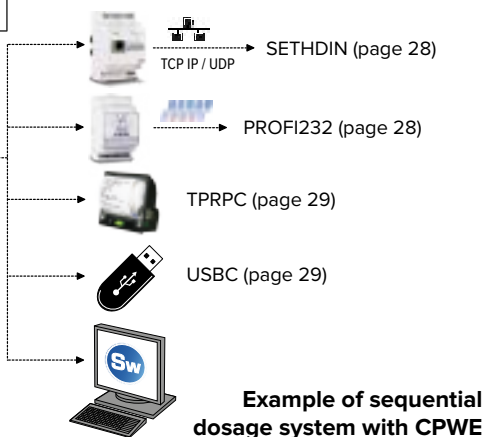 SETHDIN (page 28)
TCP IP / UDP
PROFI232 (page 28)
TPRPC (page 29)
USBC (page 29)
Sw
Example of sequential
dosage system with CPWE